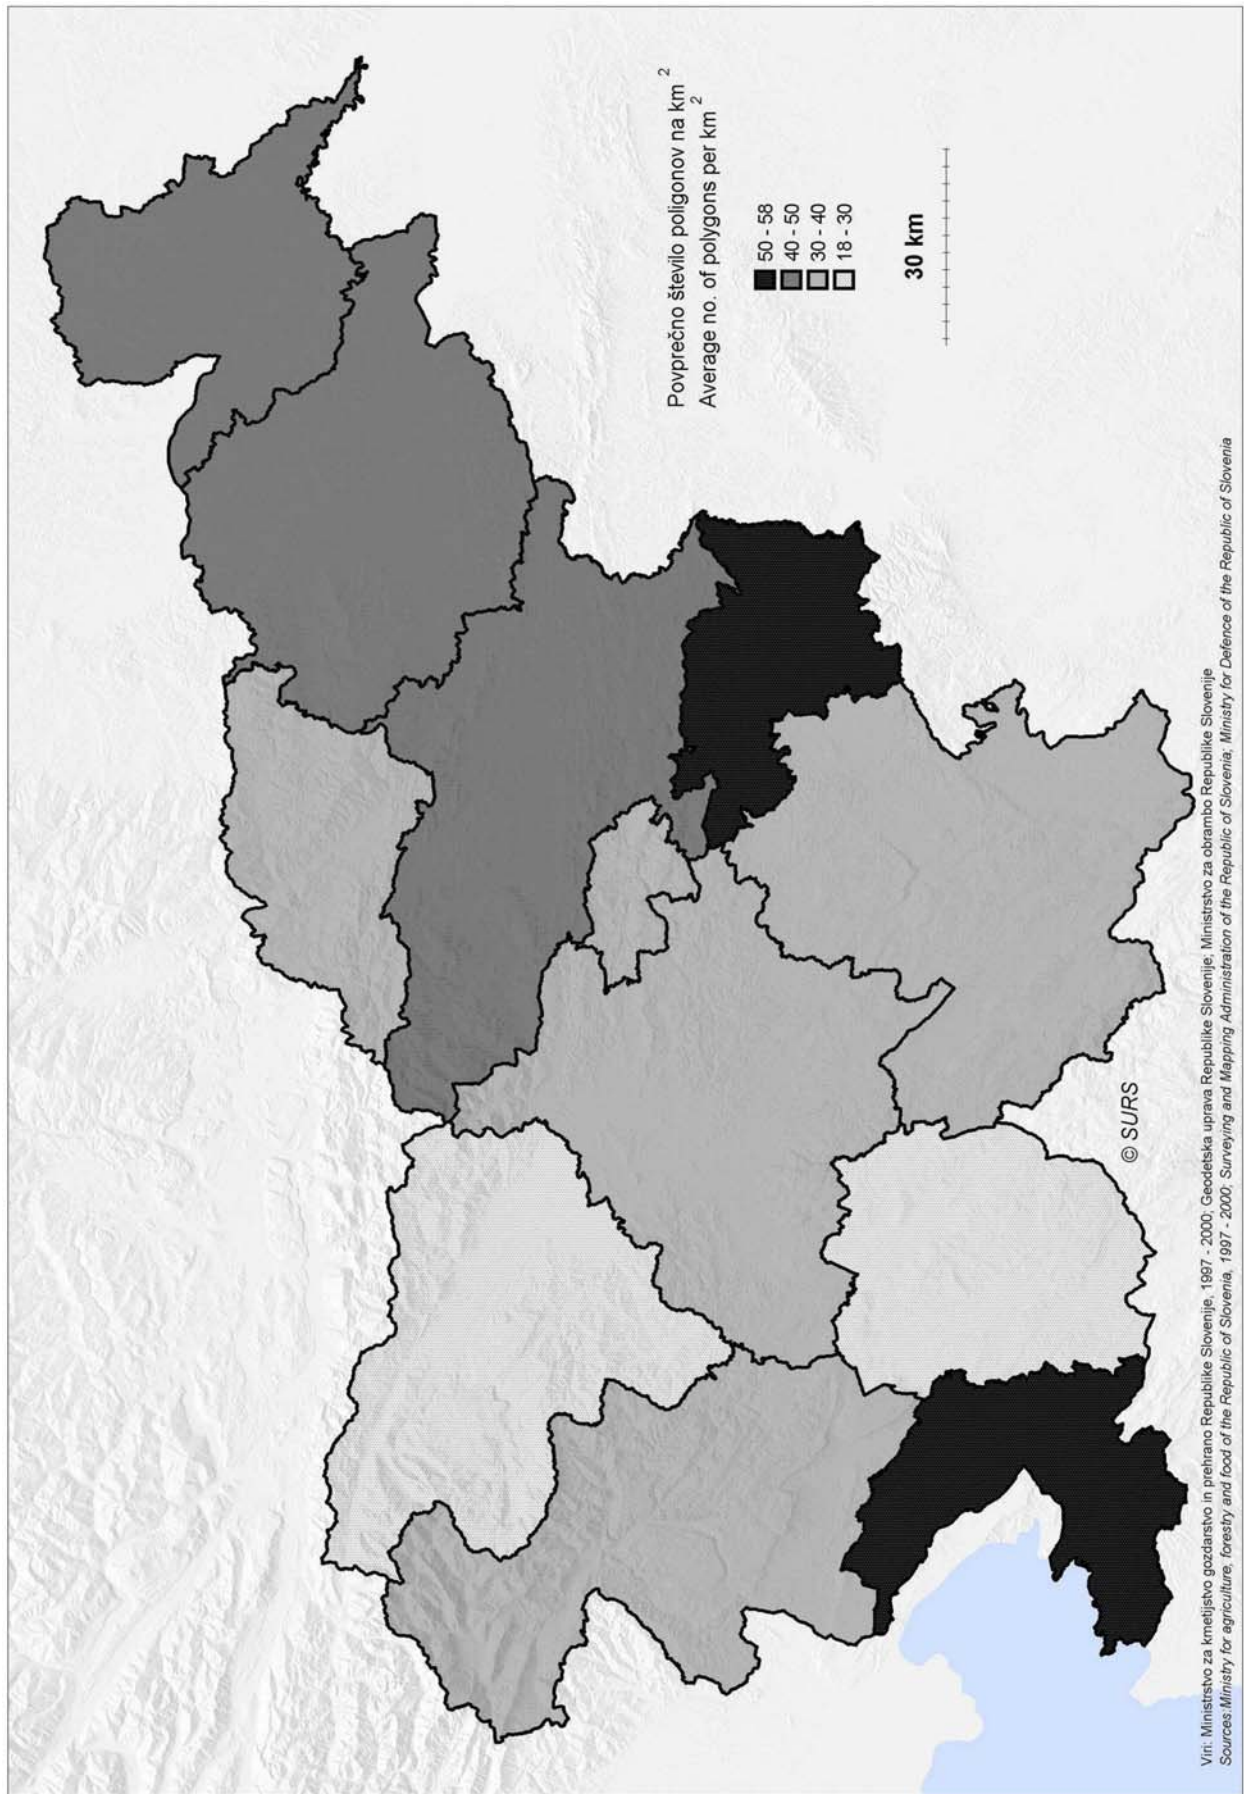 Povprečno število poligonov na km 2
Average no. of polygons per km 2
50 - 58
40 - 50
30 - 40
18 - 30
30 km
© SURS
Viri: Ministrstvo za kmetijstvo gozdarstvo in prehrano Republike Slovenije, 1997 - 2000; Geodetska uprava Republike Slovenije; Ministrstvo za obrambo Republike Slovenije
Sources:Ministry for agriculture, forestry and food of the Republic of Slovenia, 1997 - 2000; Surveying and Mapping Administration of the Republic of Slovenia; Ministry for Defence of the Republic of Slovenia